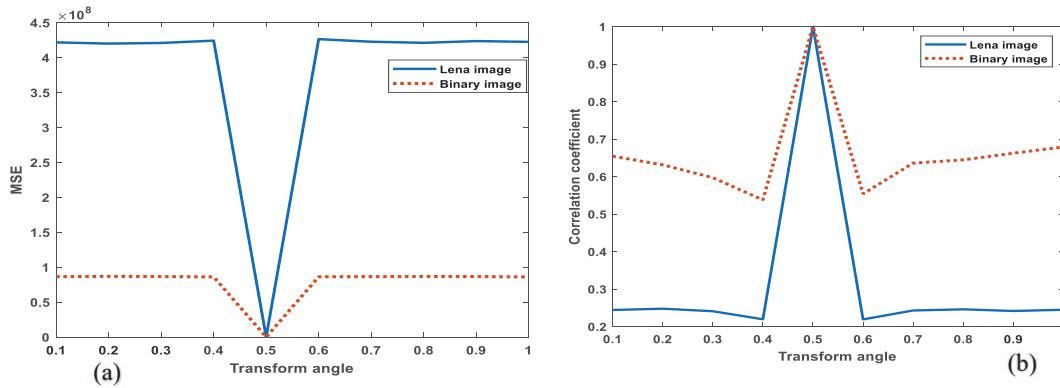 ×10⁸
4.5
4
3.5
3
2.5
2
1.5
1
0.5
0
MSE
Lena image
Binary image
0.1 0.2 0.3 0.4 0.5 0.6 0.7 0.8 0.9 1
Transform angle
(a)
1
0.9
0.8
0.7
0.6
0.5
0.4
0.3
0.2
Correlation coefficient
Lena image
Binary image
0.1 0.2 0.3 0.4 0.5 0.6 0.7 0.8 0.9
Transform angle
(b)